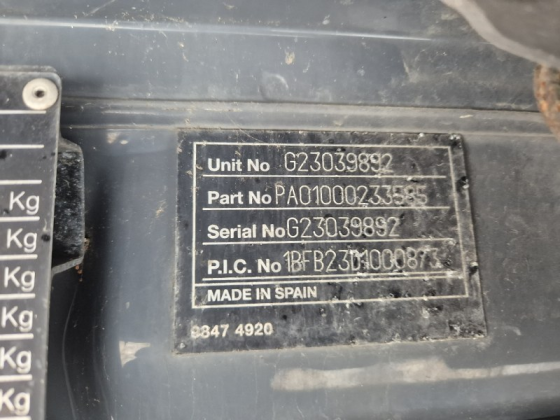 Unit No G23039892
Part No PA01000233585
Serial No G23039892
P.I.C. No 1BFB23D1000873
MADE IN SPAIN
9847 4920
Kg
Kg
Kg
Kg
Kg
Kg